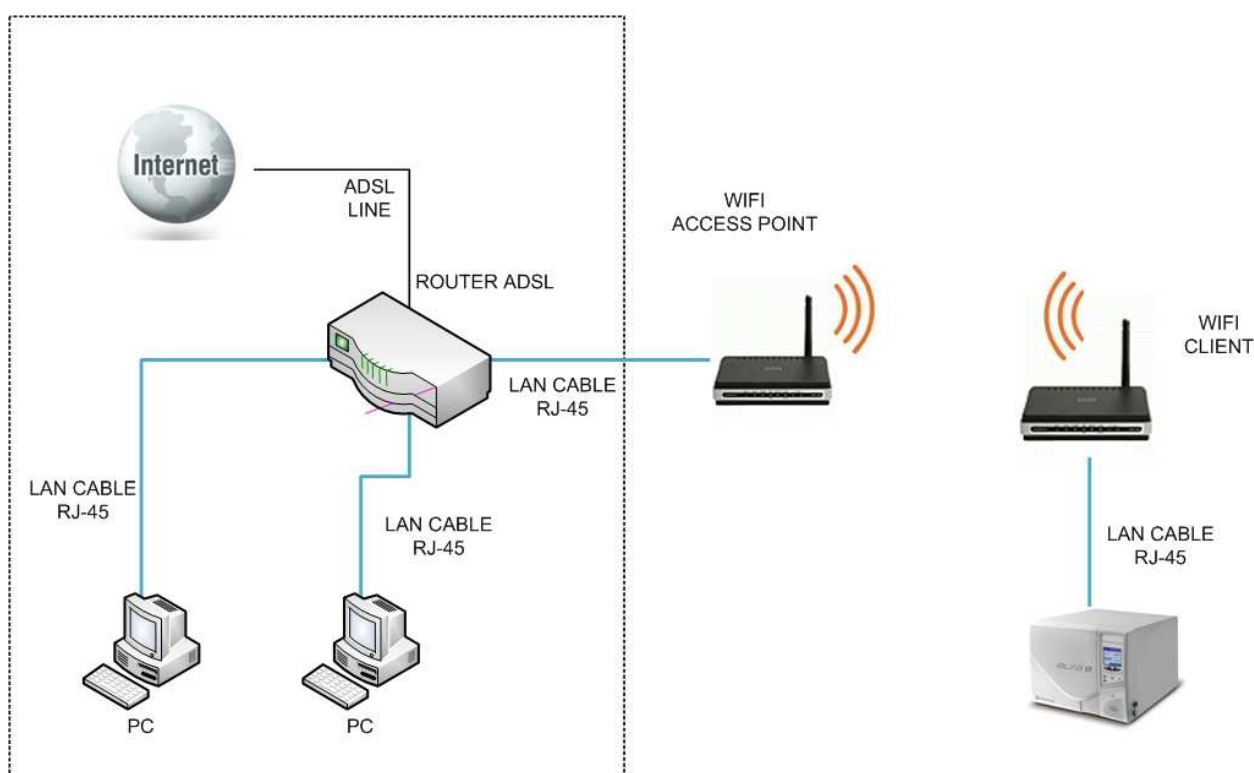 Internet
ADSL
LINE
ROUTER ADSL
WIFI
ACCESS POINT
WIFI
CLIENT
LAN CABLE
RJ-45
LAN CABLE
RJ-45
LAN CABLE
RJ-45
LAN CABLE
RJ-45
PC
PC